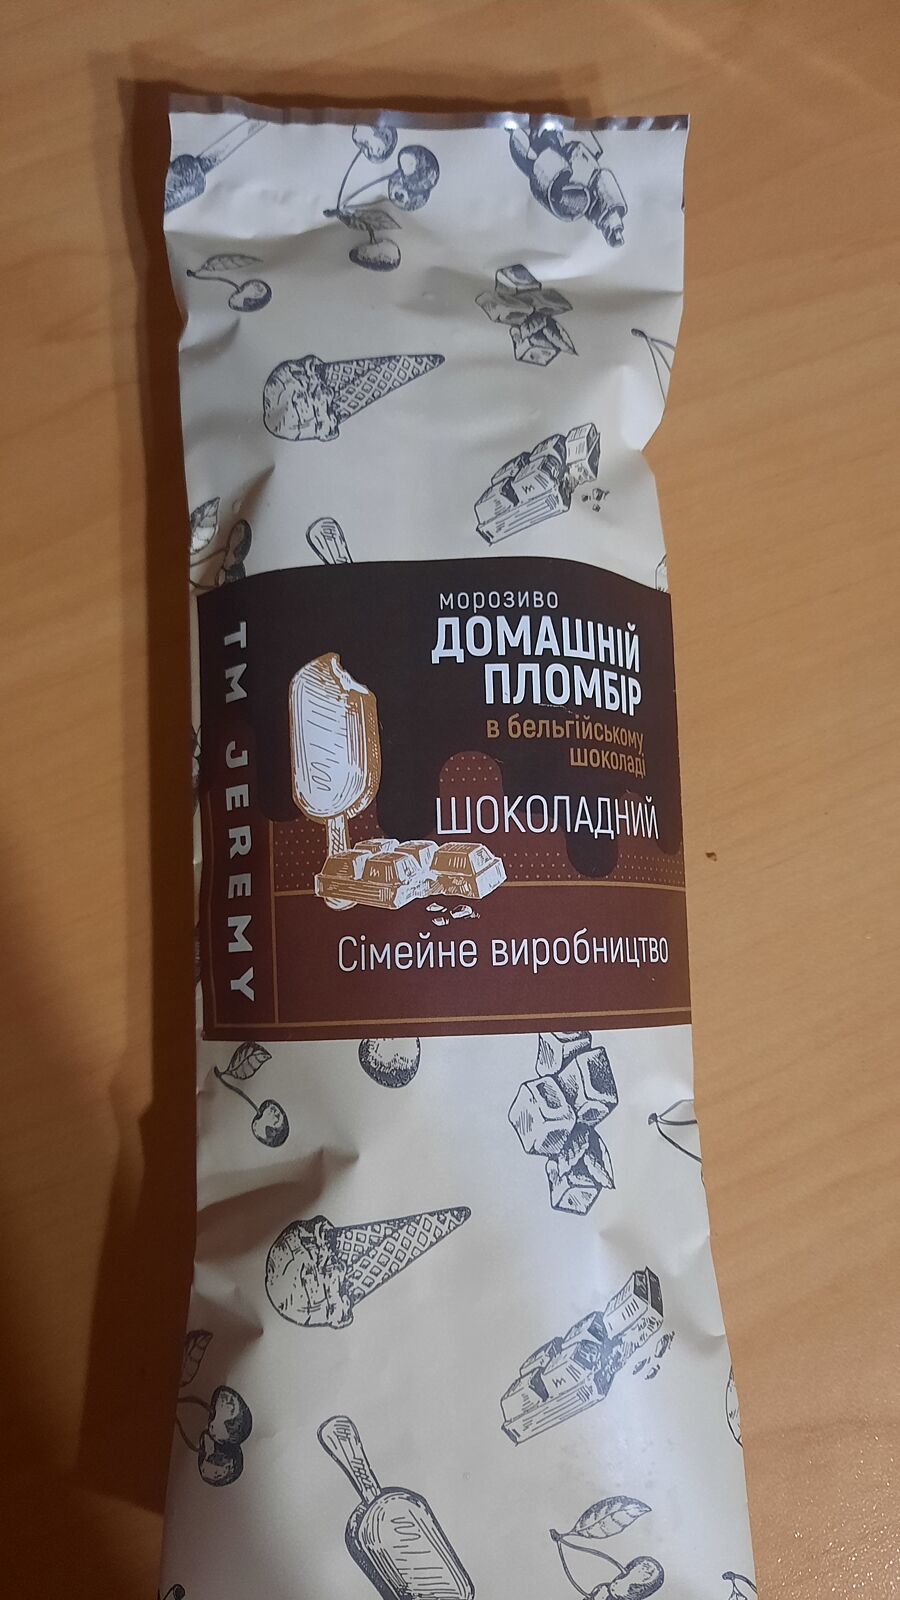 морозиво
ДОМАШНІЙ
ПЛОМБІР
в бельгійському
шоколаді
ШОКОЛАДНИЙ
Сімейне виробництво
TM JEREMY